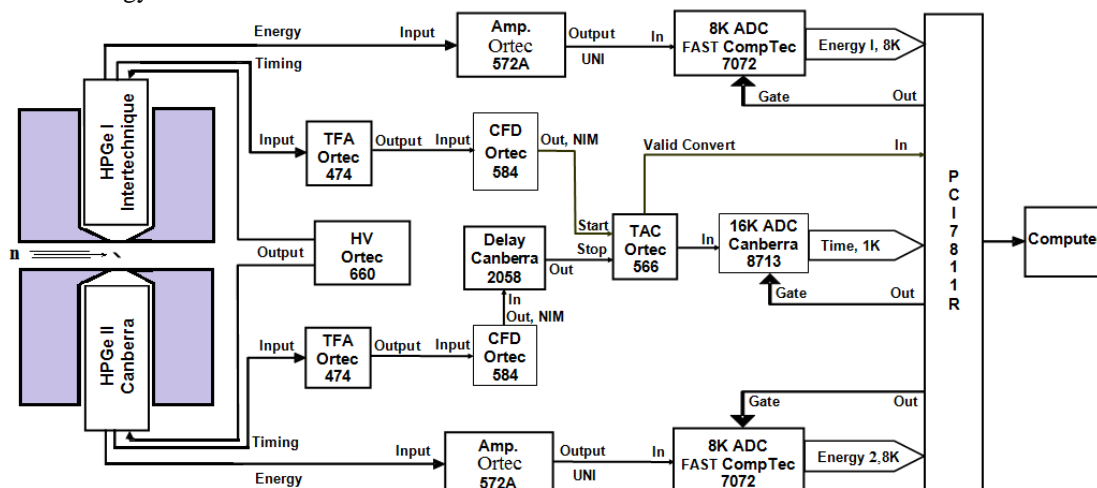 Energy
Input
Amp.
Ortec
572A
Output
UNI
In
8K ADC
FAST CompTec
7072
Energy I, 8K
Timing
Gate
Out
HPGe I
Intertechnique
Input
TFA
Ortec
474
Output
Input
CFD
Ortec
584
Out, NIM
Valid Convert
In
Start
Stop
TAC
Ortec
566
In
16K ADC
Canberra
8713
Time, 1K
PCI7811R
Compute
n
Output
HV
Ortec
660
Delay
Canberra
2058
Out
In
Out, NIM
Gate
Out
HPGe II
Canberra
Input
TFA
Ortec
474
Output
Input
CFD
Ortec
584
Gate
Out
Timing
Energy
Input
Amp.
Ortec
572A
Output
UNI
In
8K ADC
FAST CompTec
7072
Energy 2,8K